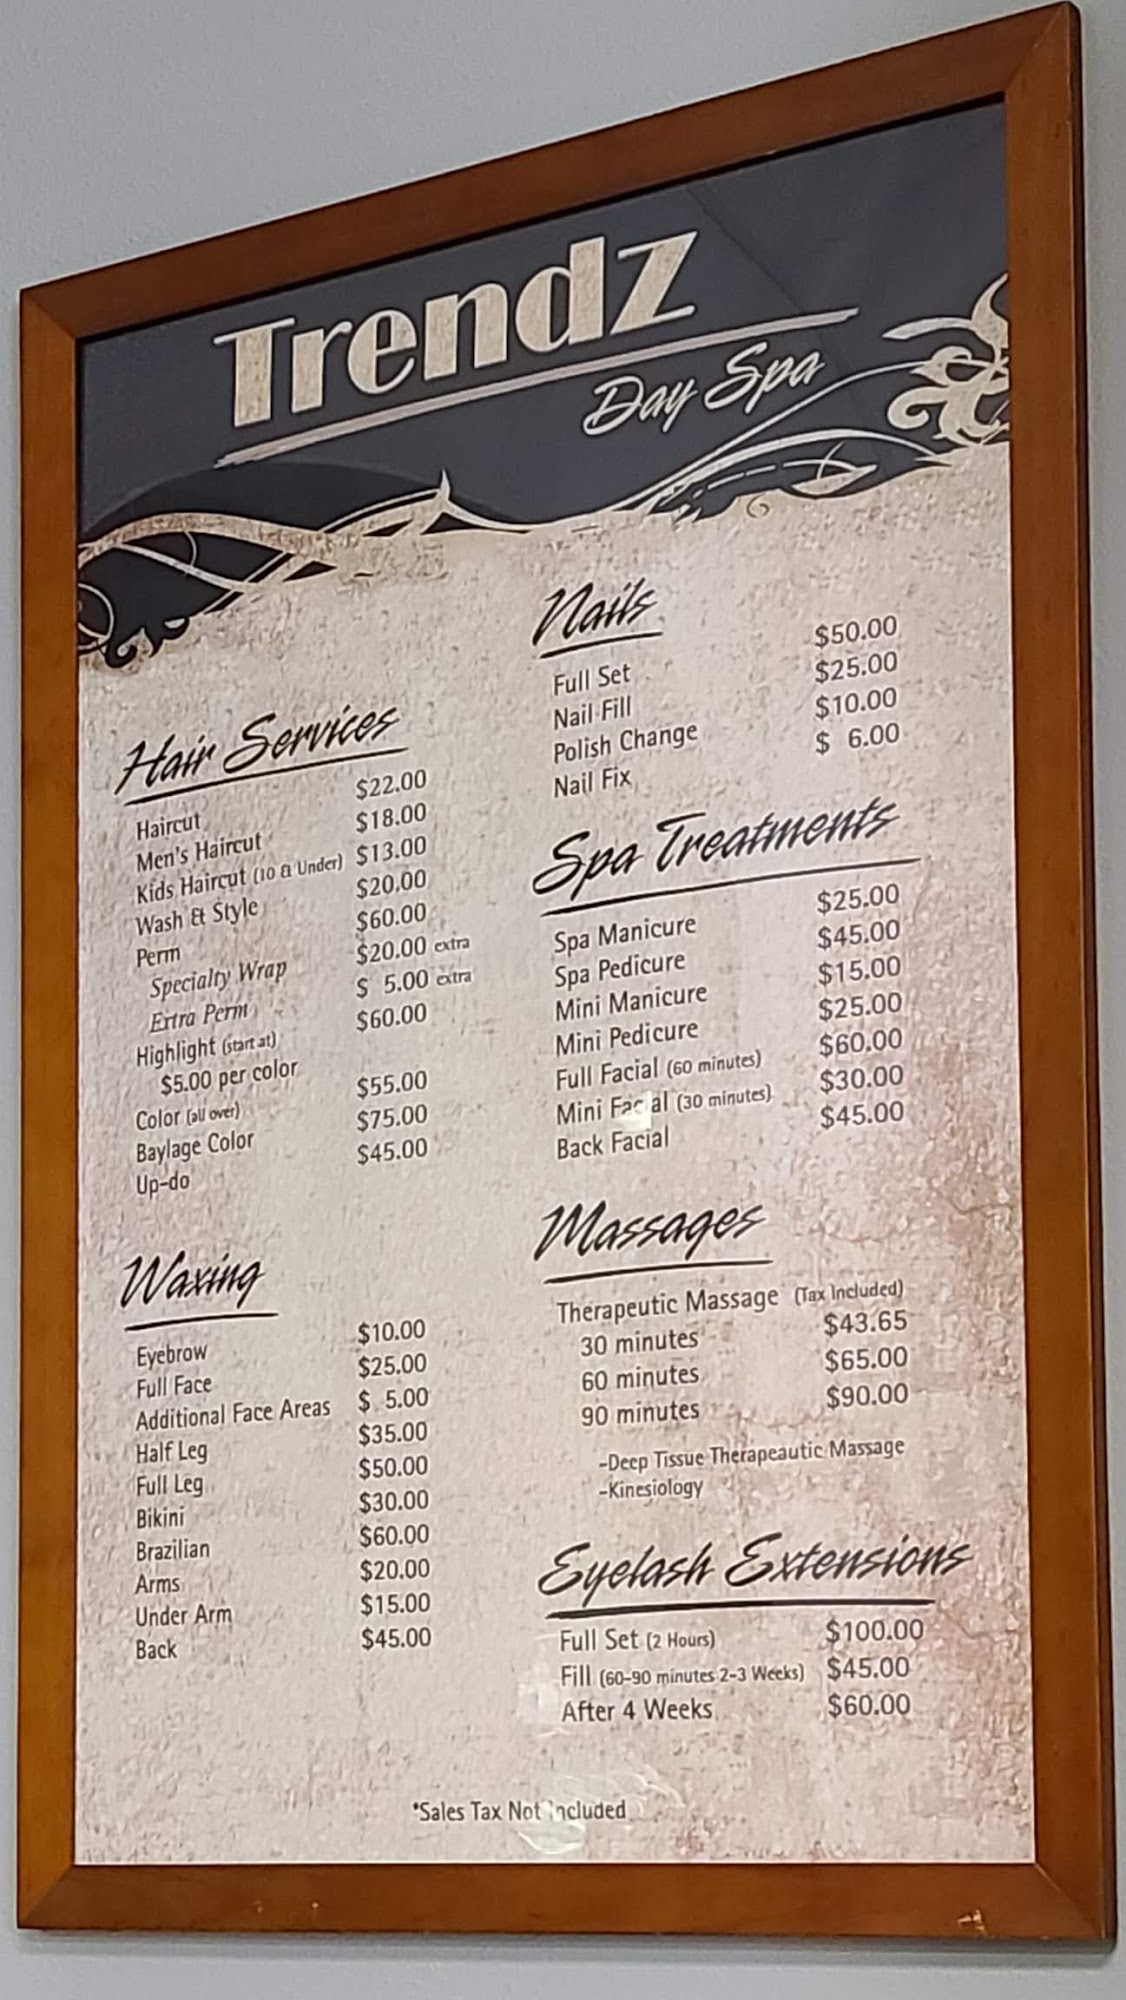 Trendz
Day Spa
Hair Services
Haircut $22.00
Men's Haircut $18.00
Kids Haircut (10 & Under) $13.00
Wash & Style $20.00
Perm $60.00
Specialty Wrap $20.00 extra
Extra Perm $ 5.00 extra
Highlight (start at) $60.00
$5.00 per color
Color (all over) $55.00
Baylage Color $75.00
Up-do $45.00
Waxing
Eyebrow $10.00
Full Face $25.00
Additional Face Areas $ 5.00
Half Leg $35.00
Full Leg $50.00
Bikini $30.00
Brazilian $60.00
Arms $20.00
Under Arm $15.00
Back $45.00
Nails
Full Set $50.00
Nail Fill $25.00
Polish Change $10.00
Nail Fix $ 6.00
Spa Treatments
Spa Manicure $25.00
Spa Pedicure $45.00
Mini Manicure $15.00
Mini Pedicure $25.00
Full Facial (60 minutes) $60.00
Mini Facial (30 minutes) $30.00
Back Facial $45.00
Massages
Therapeutic Massage (Tax Included)
30 minutes $43.65
60 minutes $65.00
90 minutes $90.00
-Deep Tissue Therapeautic Massage
-Kinesiology
Eyelash Extensions
Full Set (2 Hours) $100.00
Fill (60-90 minutes 2-3 Weeks) $45.00
After 4 Weeks $60.00
*Sales Tax Not Included